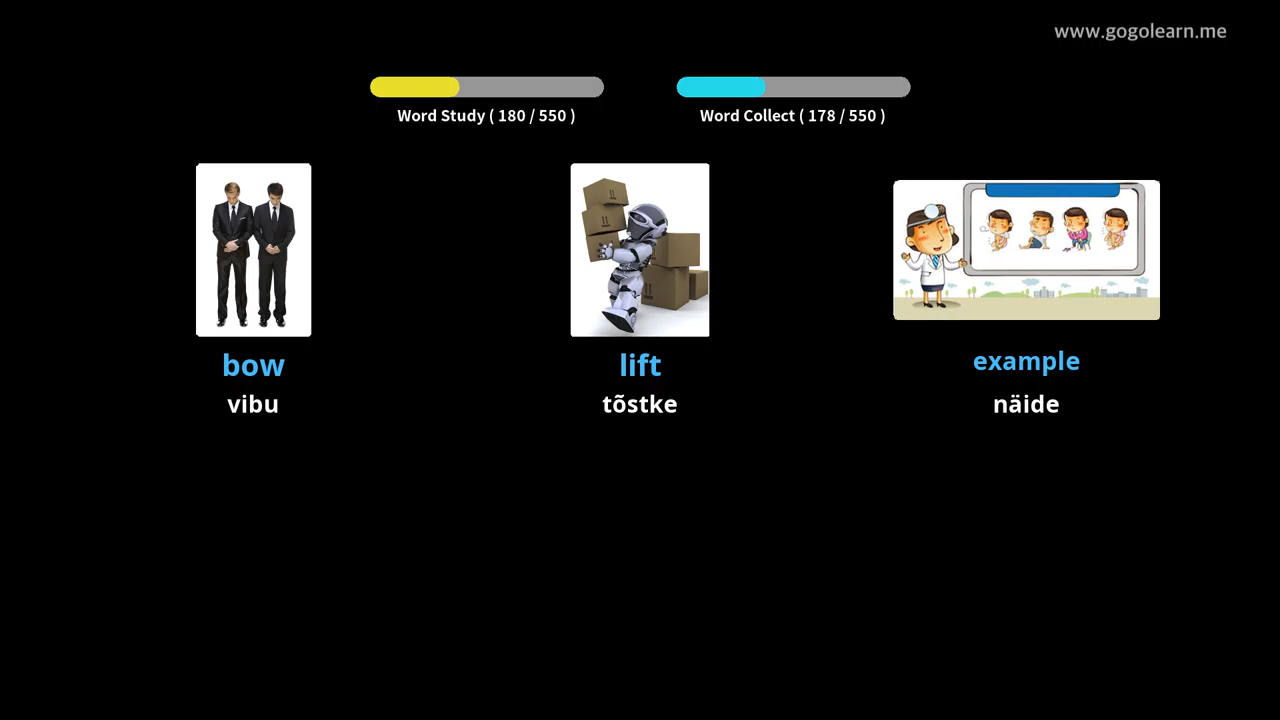 www.gogolearn.me
Word Study ( 180 / 550 )
Word Collect ( 178 / 550 )
bow
lift
example
vibu
tõstke
näide